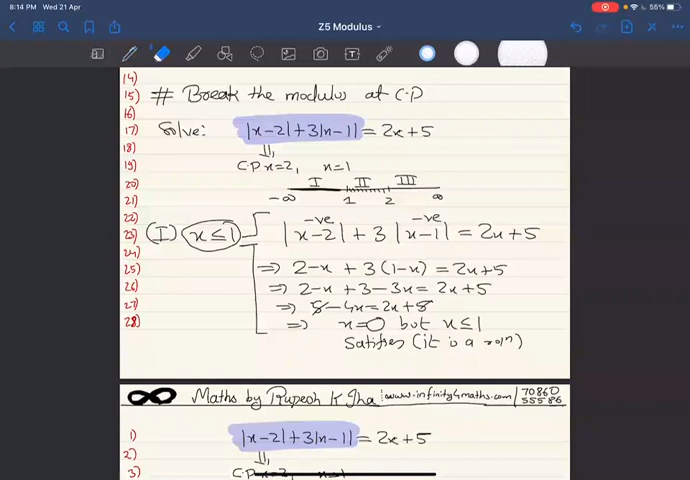 8:14 PM Wed 21 Apr
55%
Z5 Modulus
14)
15) # Break the modulus at C.P
16)
17) Solve: |x-2|+3|x-1| = 2x+5
18)
19) C.P x=2, x=1
20) I II III
21) -∞ 1 2 ∞
22) -ve -ve
23) (I) x≤1 |x-2| + 3|x-1| = 2x+5
24)
25) ⇒ 2-x + 3(1-x) = 2x+5
26) ⇒ 2-x + 3-3x = 2x+5
27) ⇒ 5-4x = 2x+5
28) ⇒ x=0 but x≤1
Satisfies (it is a soln)
∞ Maths by Rupesh K Jha www.infinity4maths.com/ 7086D
55586
1) |x-2|+3|x-1| = 2x+5
2)
3) C.P x=2, x=1